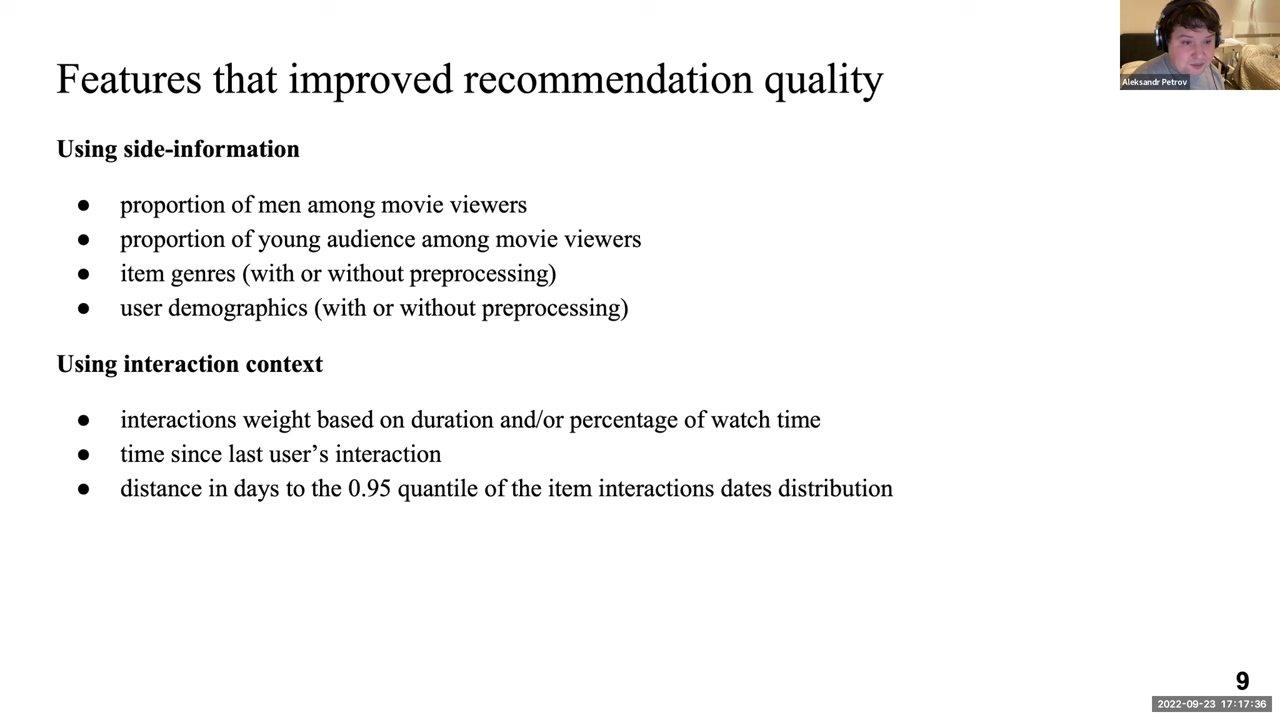 Features that improved recommendation quality
Aleksandr Petrov
Using side-information
● proportion of men among movie viewers
● proportion of young audience among movie viewers
● item genres (with or without preprocessing)
● user demographics (with or without preprocessing)
Using interaction context
● interactions weight based on duration and/or percentage of watch time
● time since last user’s interaction
● distance in days to the 0.95 quantile of the item interactions dates distribution
9
2022-09-23 17:17:36